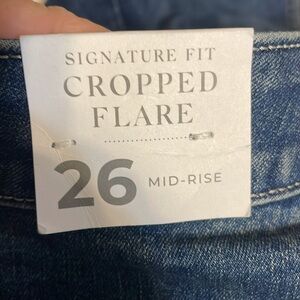 SIGNATURE FIT
CROPPED
FLARE
26 MID-RISE